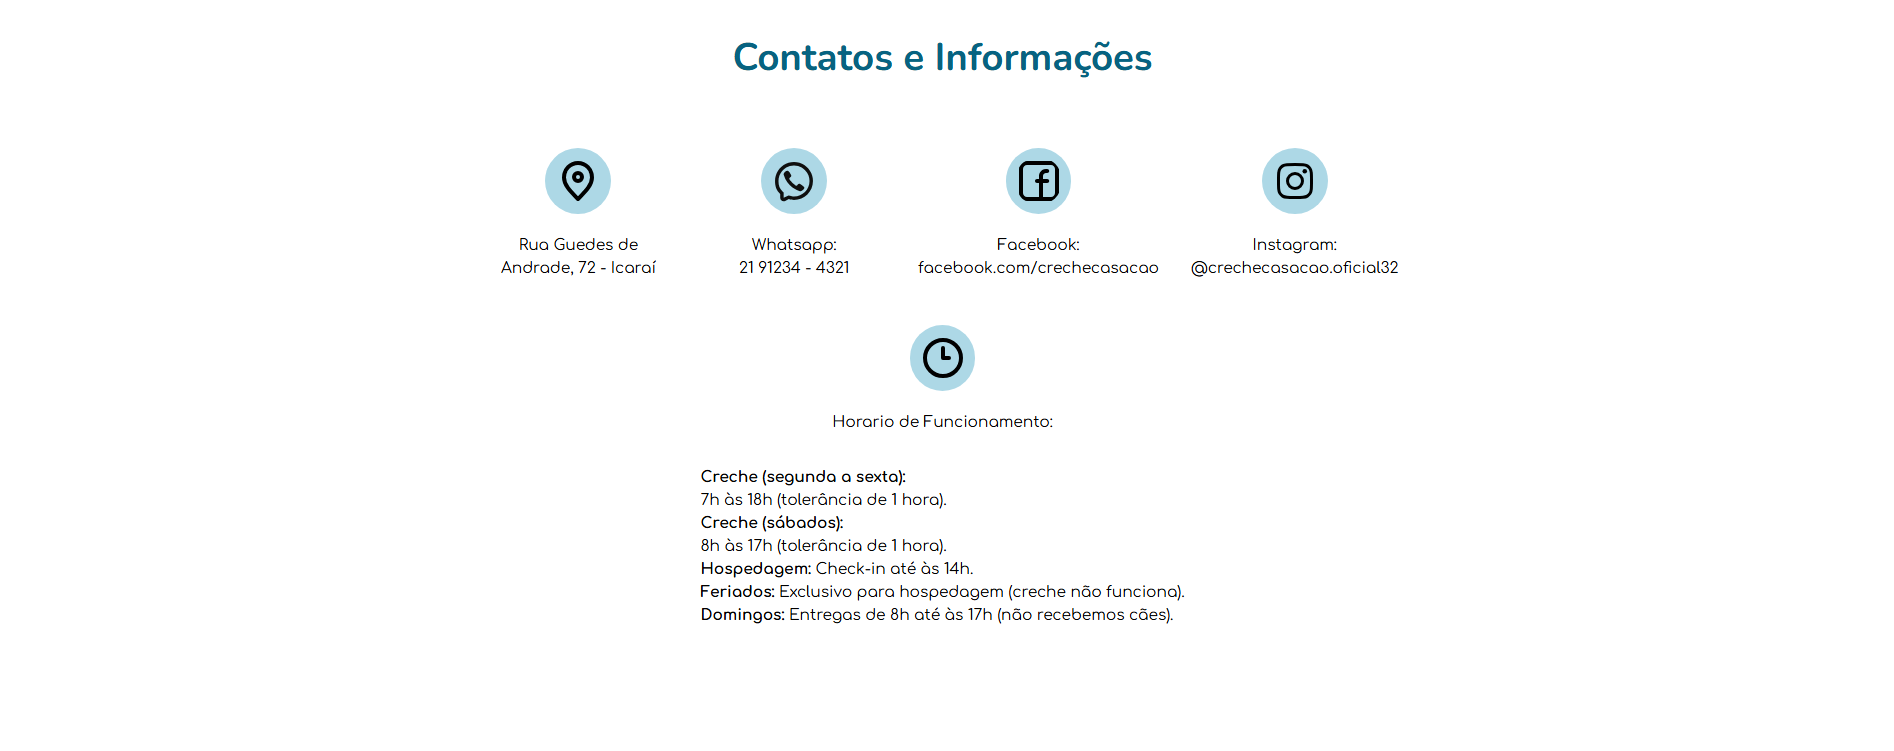 Contatos e Informações
Rua Guedes de
Andrade, 72 - Icaraí
Whatsapp:
21 91234 - 4321
Facebook:
facebook.com/crechecasacao
Instagram:
@crechecasacao.oficial32
Horario de Funcionamento:
Creche (segunda a sexta):
7h às 18h (tolerância de 1 hora).
Creche (sábados):
8h às 17h (tolerância de 1 hora).
Hospedagem: Check-in até às 14h.
Feriados: Exclusivo para hospedagem (creche não funciona).
Domingos: Entregas de 8h até às 17h (não recebemos cães).